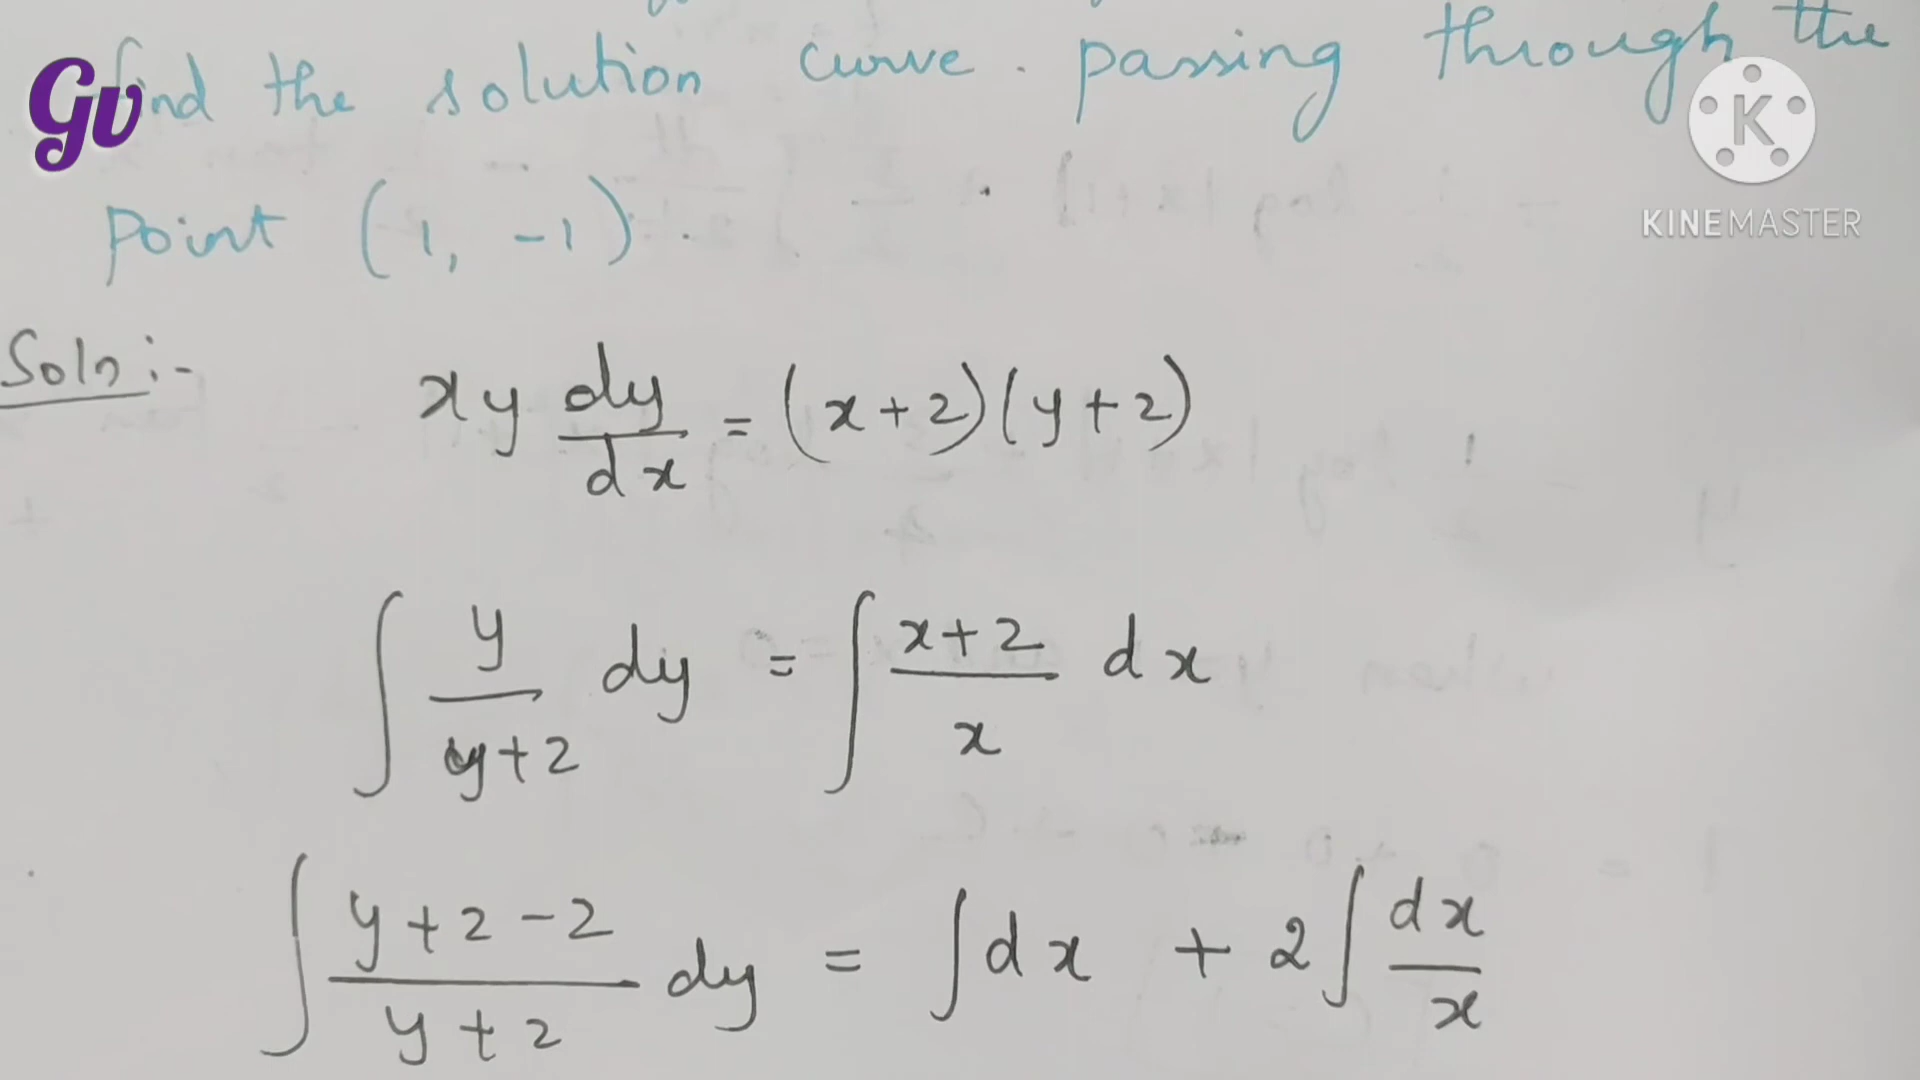 find the solution curve. passing through the
point (1, -1).
Soln:-
xy dy/dx = (x+2)(y+2)
∫ y/(y+2) dy = ∫ (x+2)/x dx
∫ (y+2-2)/(y+2) dy = ∫dx + 2∫ dx/x
Gv
K
KINEMASTER